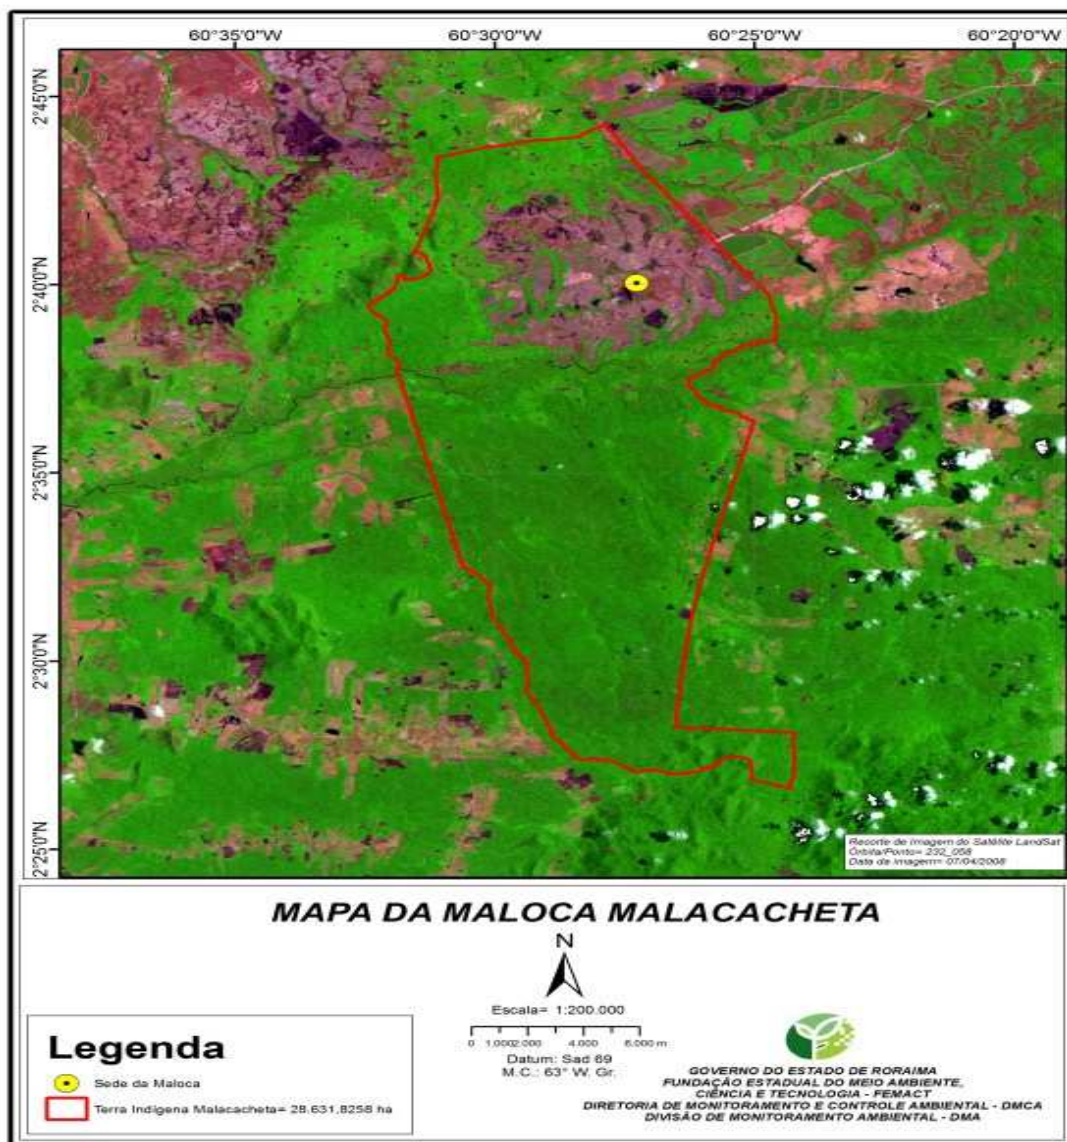 60°35'0"W 60°30'0"W 60°25'0"W 60°20'0"W
2°45'0"N
2°40'0"N
2°35'0"N
2°30'0"N
2°25'0"N
Recorte de Imagem do Satélite LandSat
Órbita/Ponto= 232_058
Data da Imagem= 07/04/2008
MAPA DA MALOCA MALACACHETA
N
Escala= 1:200.000
0 1.0002.000 4.000 6.000 m
Datum: Sad 69
M.C.: 63° W. Gr.
Legenda
Sede da Maloca
Terra Indígena Malacacheta= 28.631,8258 ha
GOVERNO DO ESTADO DE RORAIMA
FUNDAÇÃO ESTADUAL DO MEIO AMBIENTE,
CIÊNCIA E TECNOLOGIA - FEMACT
DIRETORIA DE MONITORAMENTO E CONTROLE AMBIENTAL - DMCA
DIVISÃO DE MONITORAMENTO AMBIENTAL - DMA